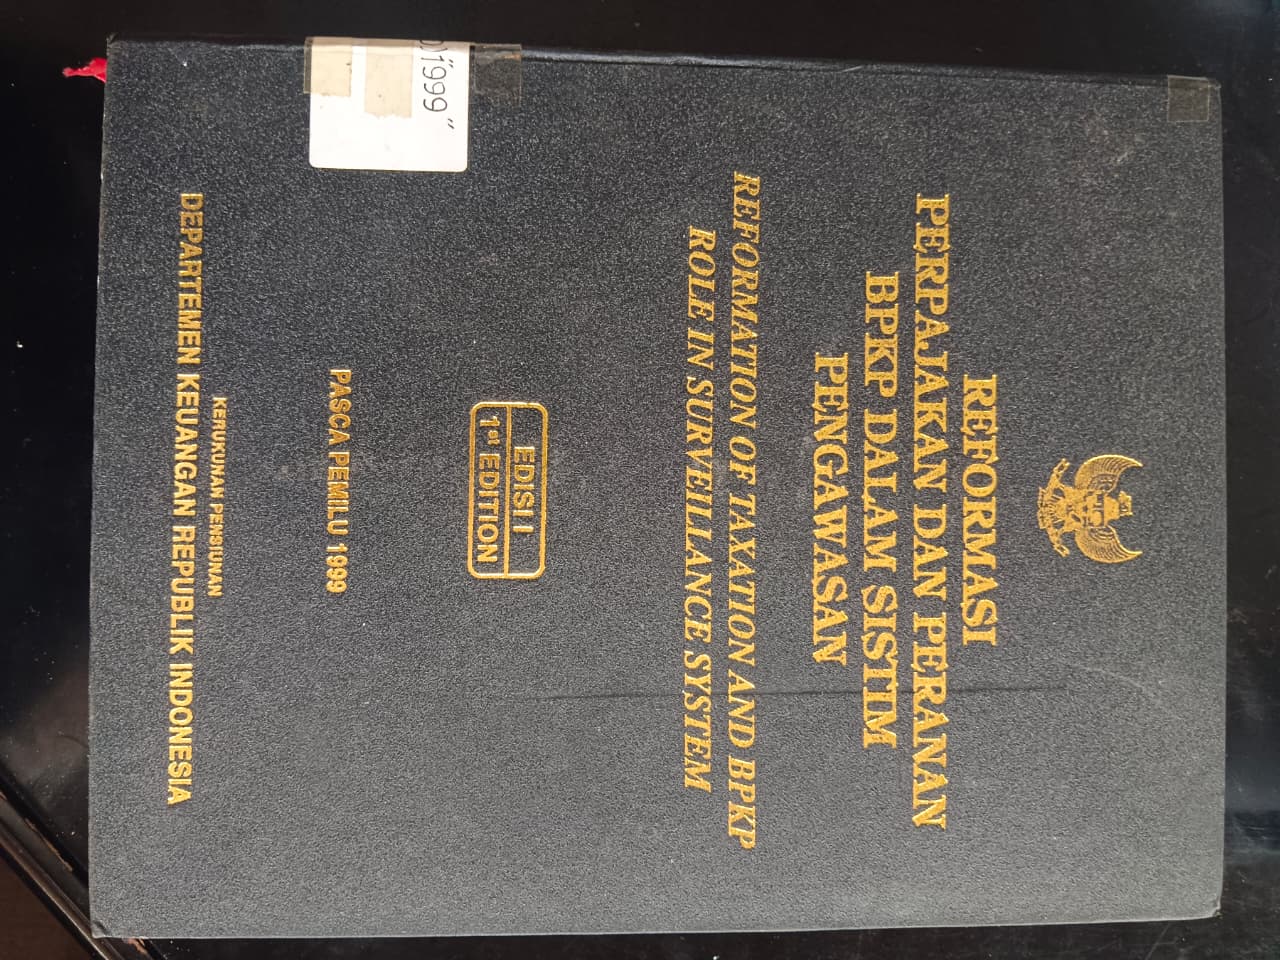 REFORMASI
PERPAJAKAN DAN PERANAN
BPKP DALAM SISTIM
PENGAWASAN
REFORMATION OF TAXATION AND BPKP
ROLE IN SURVEILLANCE SYSTEM
EDISI I
1st EDITION
1999"
PASCA PEMILU 1999
KERUKUNAN PENSIUNAN
DEPARTEMEN KEUANGAN REPUBLIK INDONESIA